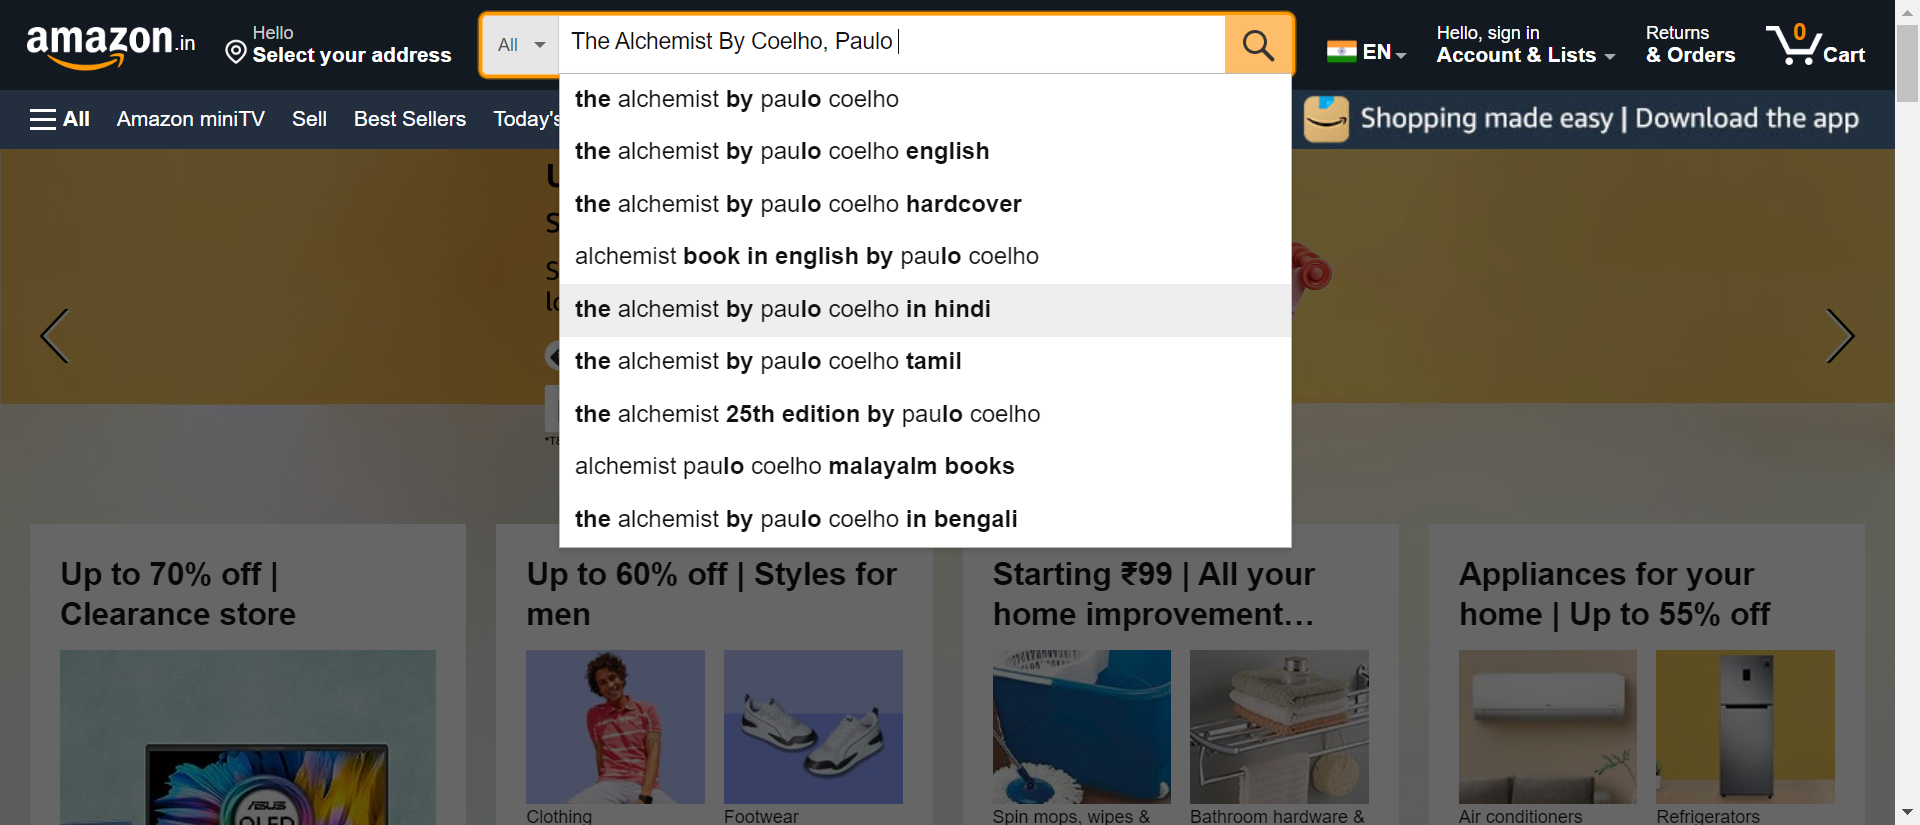 amazon.in
Hello
Select your address
All
The Alchemist By Coelho, Paulo
EN
Hello, sign in
Account & Lists
Returns
& Orders
0
Cart
All
Amazon miniTV
Sell
Best Sellers
Today's
Shopping made easy | Download the app
the alchemist by paulo coelho
the alchemist by paulo coelho english
the alchemist by paulo coelho hardcover
alchemist book in english by paulo coelho
the alchemist by paulo coelho in hindi
the alchemist by paulo coelho tamil
the alchemist 25th edition by paulo coelho
alchemist paulo coelho malayalm books
the alchemist by paulo coelho in bengali
Up to 70% off |
Clearance store
Up to 60% off | Styles for
men
Starting ₹99 | All your
home improvement…
Appliances for your
home | Up to 55% off
ASUS
OLED
Clothing
Footwear
Spin mops, wipes &
Bathroom hardware &
Air conditioners
Refrigerators